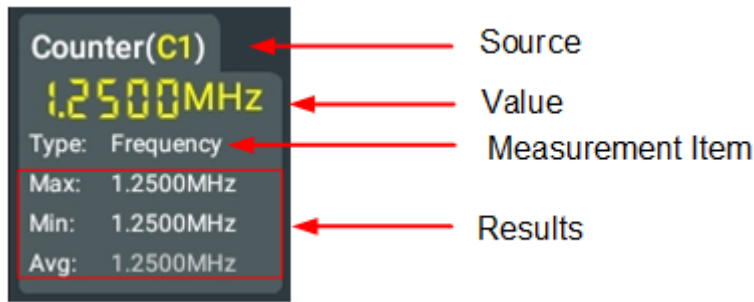 Counter(C1) Source
1.2500MHz Value
Type: Frequency Measurement Item
Max: 1.2500MHz
Min: 1.2500MHz Results
Avg: 1.2500MHz